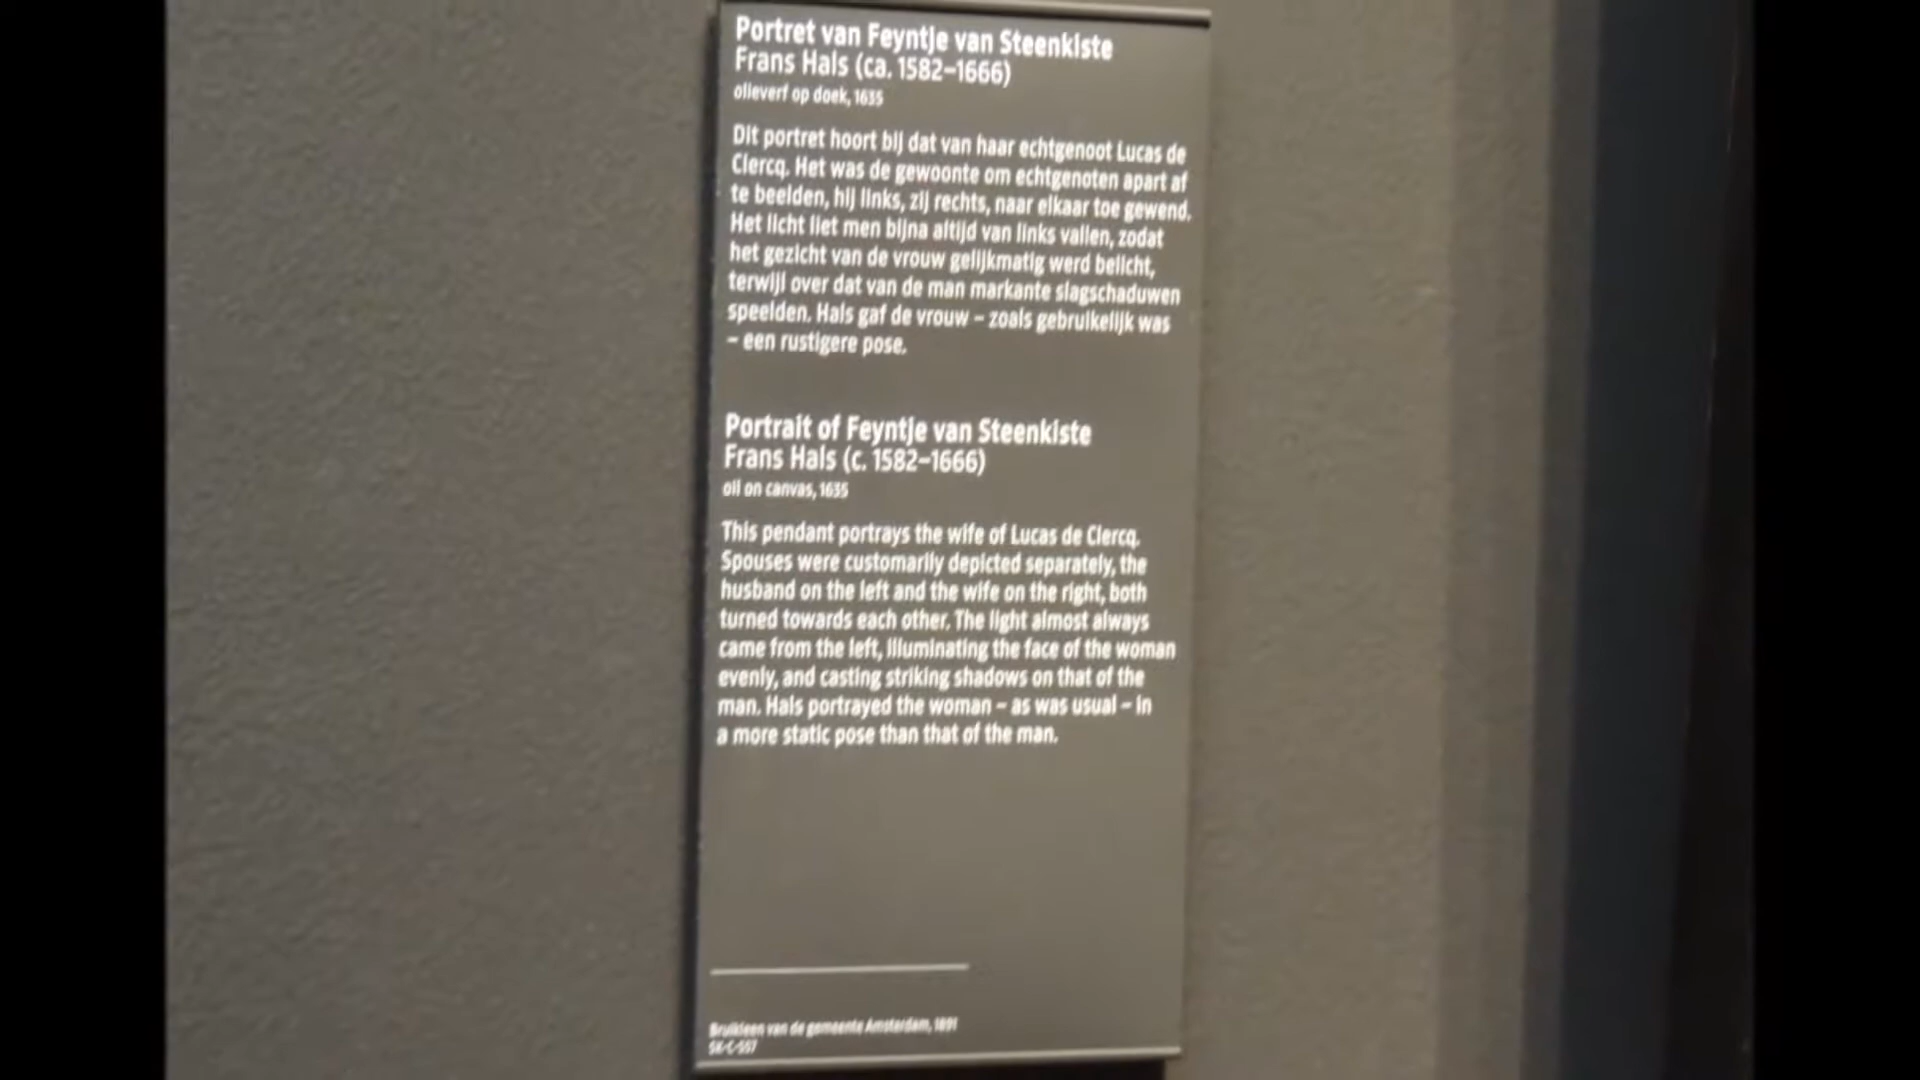 Portret van Feyntje van Steenkiste
Frans Hals (ca. 1582–1666)
olieverf op doek, 1635
Dit portret hoort bij dat van haar echtgenoot Lucas de
Clercq. Het was de gewoonte om echtgenoten apart af
te beelden, hij links, zij rechts, naar elkaar toe gewend.
Het licht liet men bijna altijd van links vallen, zodat
het gezicht van de vrouw gelijkmatig werd belicht,
terwijl over dat van de man markante slagschaduwen
speelden. Hals gaf de vrouw – zoals gebruikelijk was
– een rustigere pose.
Portrait of Feyntje van Steenkiste
Frans Hals (c. 1582–1666)
oil on canvas, 1635
This pendant portrays the wife of Lucas de Clercq.
Spouses were customarily depicted separately, the
husband on the left and the wife on the right, both
turned towards each other. The light almost always
came from the left, illuminating the face of the woman
evenly, and casting striking shadows on that of the
man. Hals portrayed the woman – as was usual – in
a more static pose than that of the man.
Bruikleen van de gemeente Amsterdam, 1891
SK-C-557